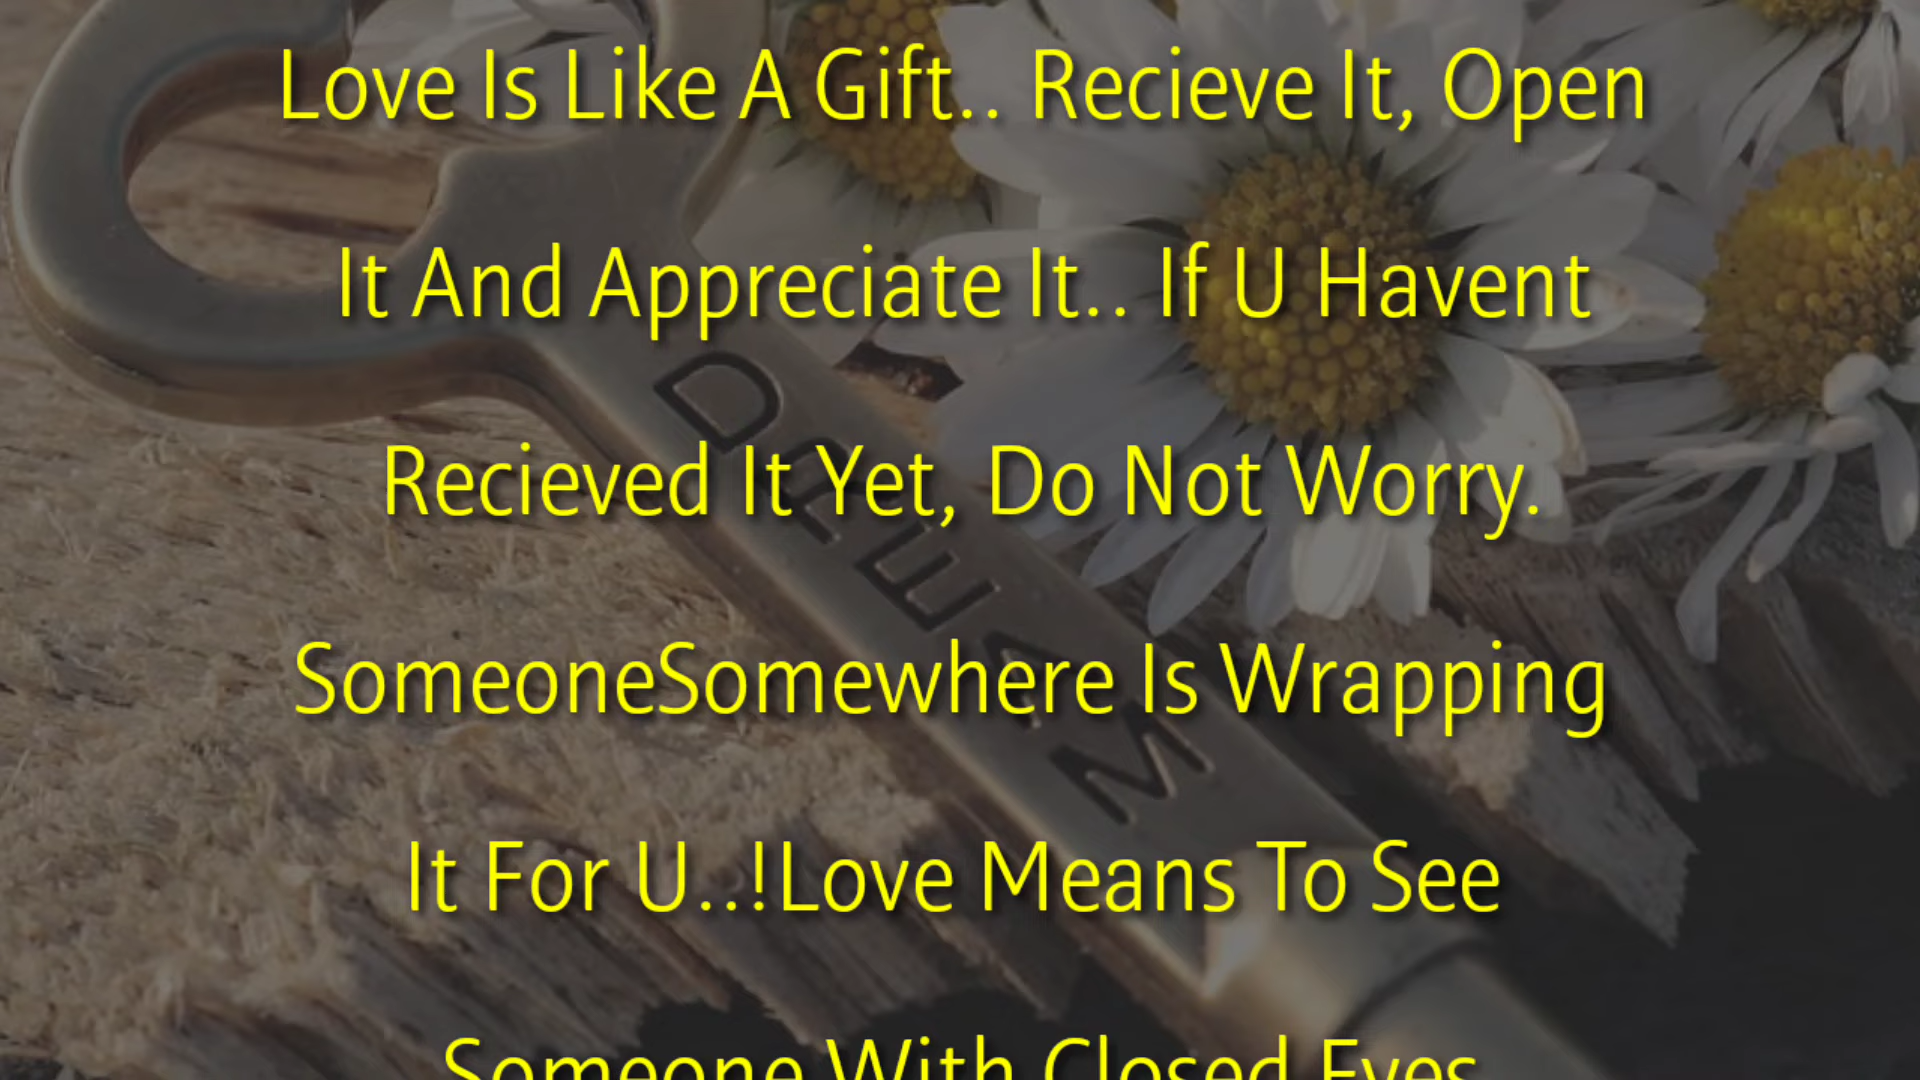 Love Is Like A Gift.. Recieve It, Open
It And Appreciate It.. If U Havent
Recieved It Yet, Do Not Worry.
SomeoneSomewhere Is Wrapping
It For U..!Love Means To See
Someone With Closed Eyes
DREAM